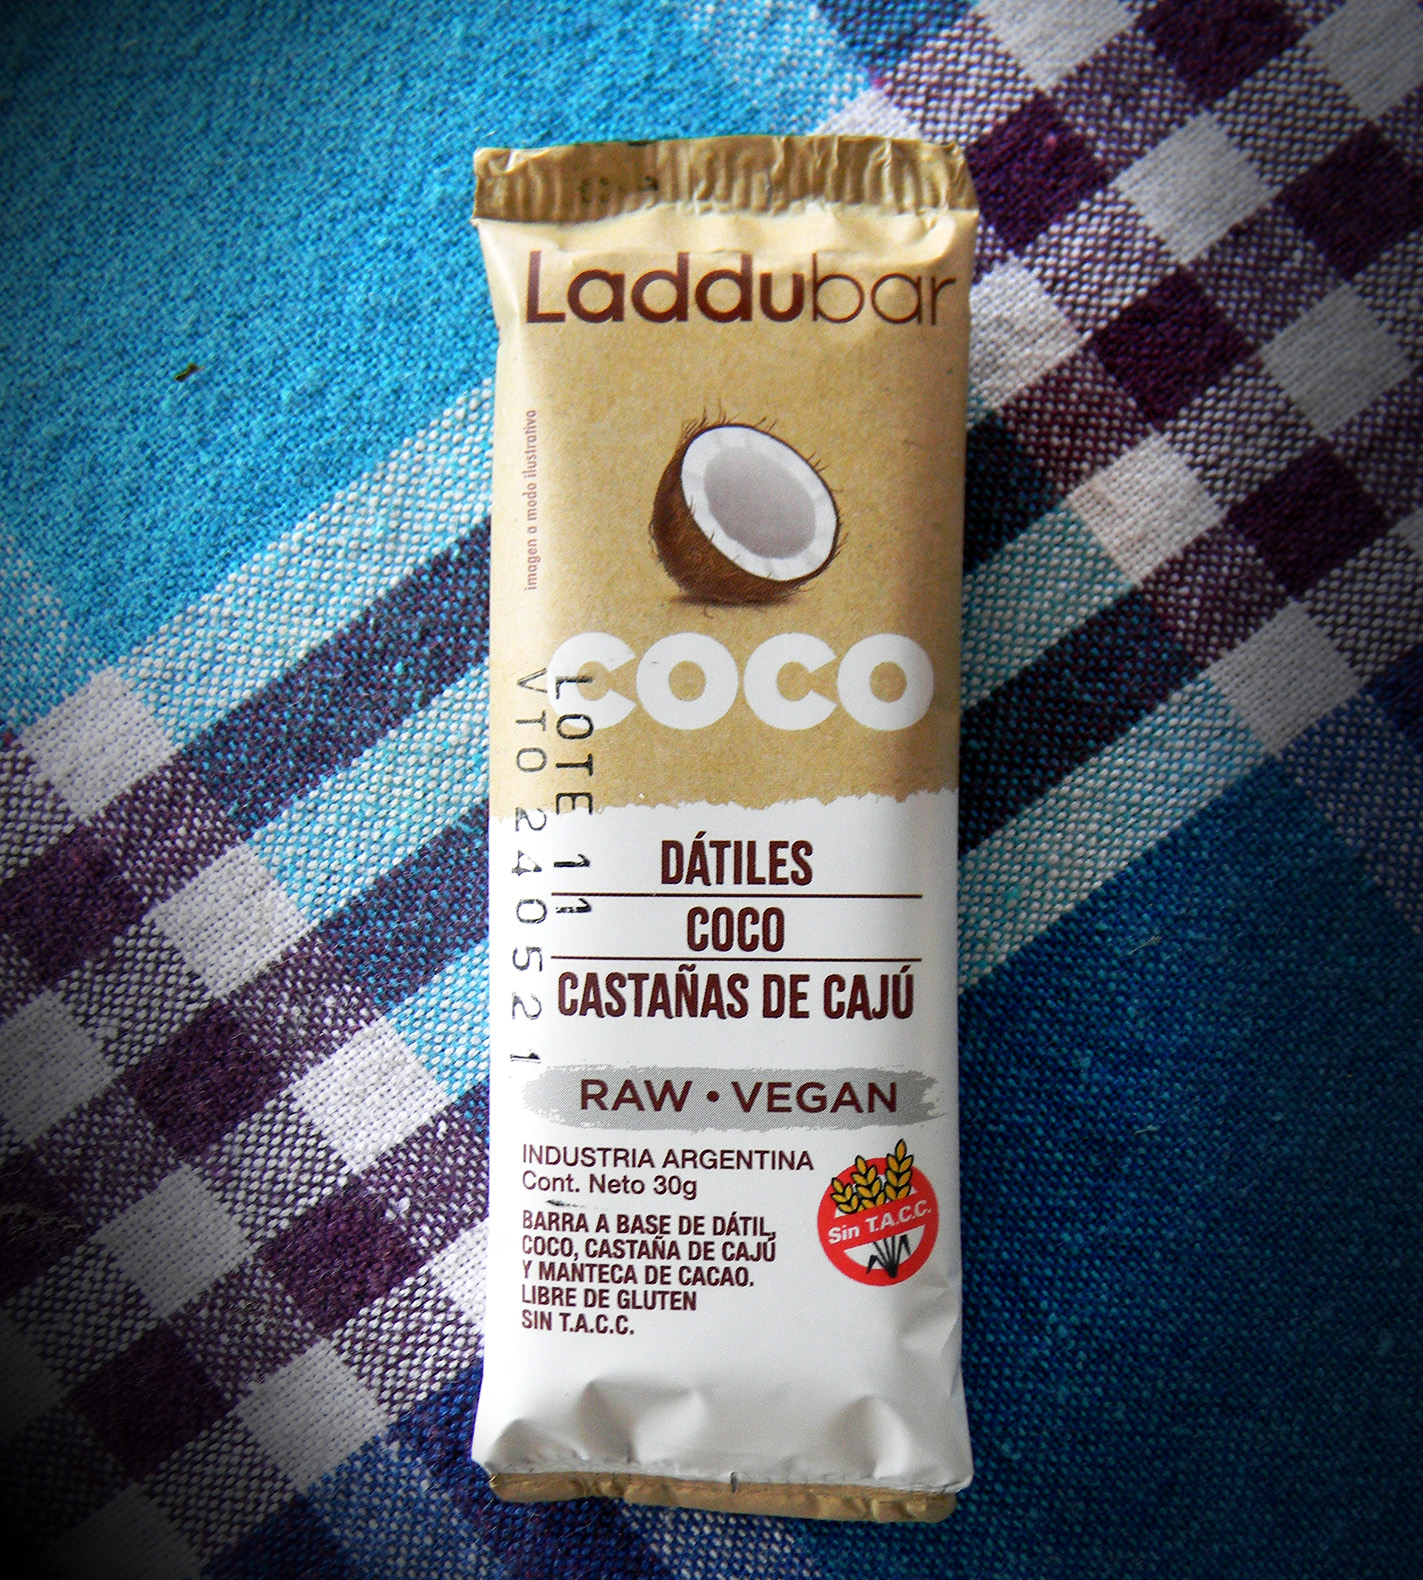 Laddubar
imagen a modo ilustrativo
COCO
LOTE 11
VTO 240521
DÁTILES
COCO
CASTAÑAS DE CAJÚ
RAW • VEGAN
INDUSTRIA ARGENTINA
Cont. Neto 30g
BARRA A BASE DE DÁTIL,
COCO, CASTAÑA DE CAJÚ
Y MANTECA DE CACAO.
LIBRE DE GLUTEN
SIN T.A.C.C.
Sin T.A.C.C.